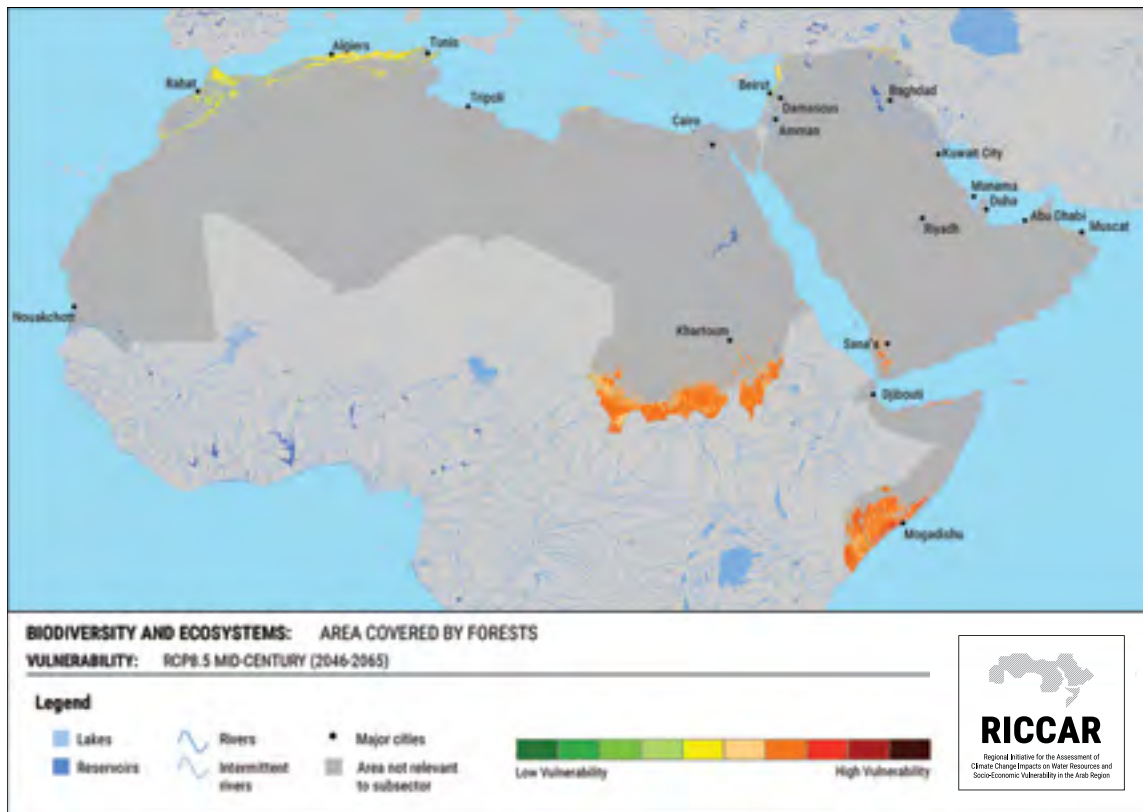 Algiers
Tunis
Rabat
Tripoli
Beirut
Damascus
Amman
Baghdad
Cairo
Kuwait City
Manama
Doha
Abu Dhabi
Muscat
Riyadh
Nouakchott
Khartoum
Sana'a
Djibouti
Mogadishu
BIODIVERSITY AND ECOSYSTEMS: AREA COVERED BY FORESTS
VULNERABILITY: RCP8.5 MID-CENTURY (2046-2065)
Legend
Lakes
Reservoirs
Rivers
Intermittent
rivers
Major cities
Area not relevant
to subsector
Low Vulnerability
High Vulnerability
RICCAR
Regional Initiative for the Assessment of
Climate Change Impacts on Water Resources and
Socio-Economic Vulnerability in the Arab Region